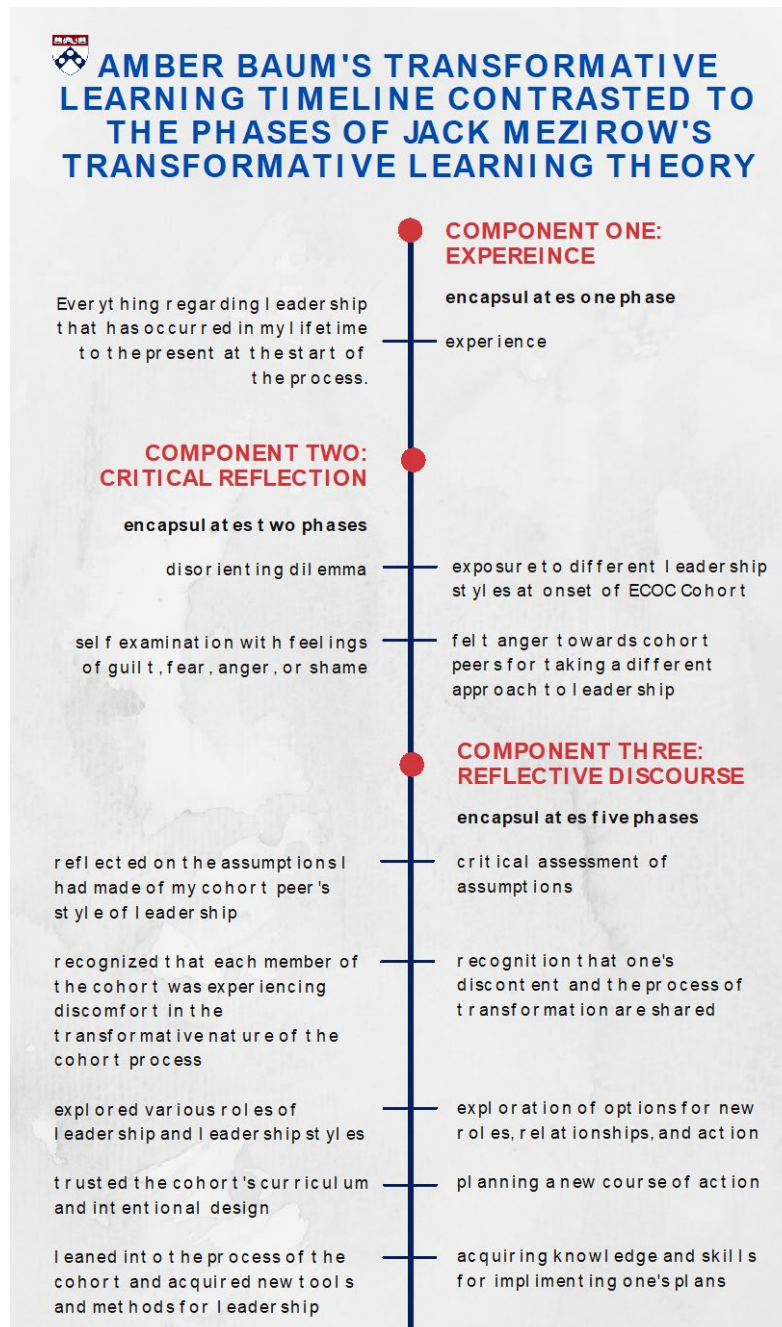 AMBER BAUM'S TRANSFORMATIVE
LEARNING TIMELINE CONTRASTED TO
THE PHASES OF JACK MEZIROW'S
TRANSFORMATIVE LEARNING THEORY
COMPONENT ONE:
EXPEREINCE
encapsulates one phase
Everything regarding leadership
that has occurred in my lifetime
to the present at the start of
the process.
experience
COMPONENT TWO:
CRITICAL REFLECTION
encapsulates two phases
disorienting dilemma
exposure to different leadership
styles at onset of ECOC Cohort
self examination with feelings
of guilt, fear, anger, or shame
felt anger towards cohort
peers for taking a different
approach to leadership
COMPONENT THREE:
REFLECTIVE DISCOURSE
encapsulates five phases
reflected on the assumptions I
had made of my cohort peer's
style of leadership
critical assessment of
assumptions
recognized that each member of
the cohort was experiencing
discomfort in the
transformative nature of the
cohort process
recognition that one's
discontent and the process of
transformation are shared
explored various roles of
leadership and leadership styles
exploration of options for new
roles, relationships, and action
trusted the cohort's curriculum
and intentional design
planning a new course of action
leaned into the process of the
cohort and acquired new tools
and methods for leadership
acquiring knowledge and skills
for implimenting one's plans